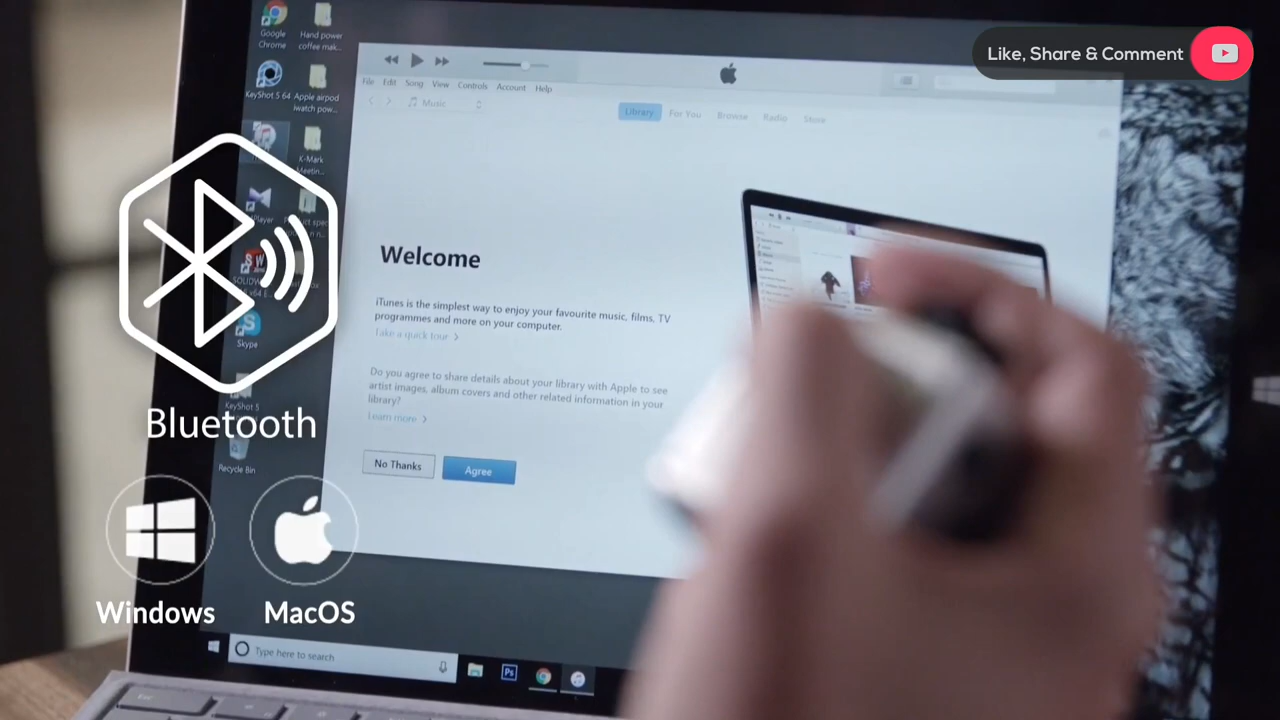 Like, Share & Comment
Google
Chrome
Hand power
coffee mak...
KeyShot 5 64
Apple airpod
iwatch pow...
K-Mark
Meetin...
Skype
KeyShot 5
Recycle Bin
File Edit Song View Controls Account Help
Music
Library For You Browse Radio Store
Welcome
iTunes is the simplest way to enjoy your favourite music, films, TV
programmes and more on your computer.
Take a quick tour >
Do you agree to share details about your library with Apple to see
artist images, album covers and other related information in your
library?
Learn more >
No Thanks Agree
Bluetooth
Windows MacOS
Type here to search
Ps
Esc